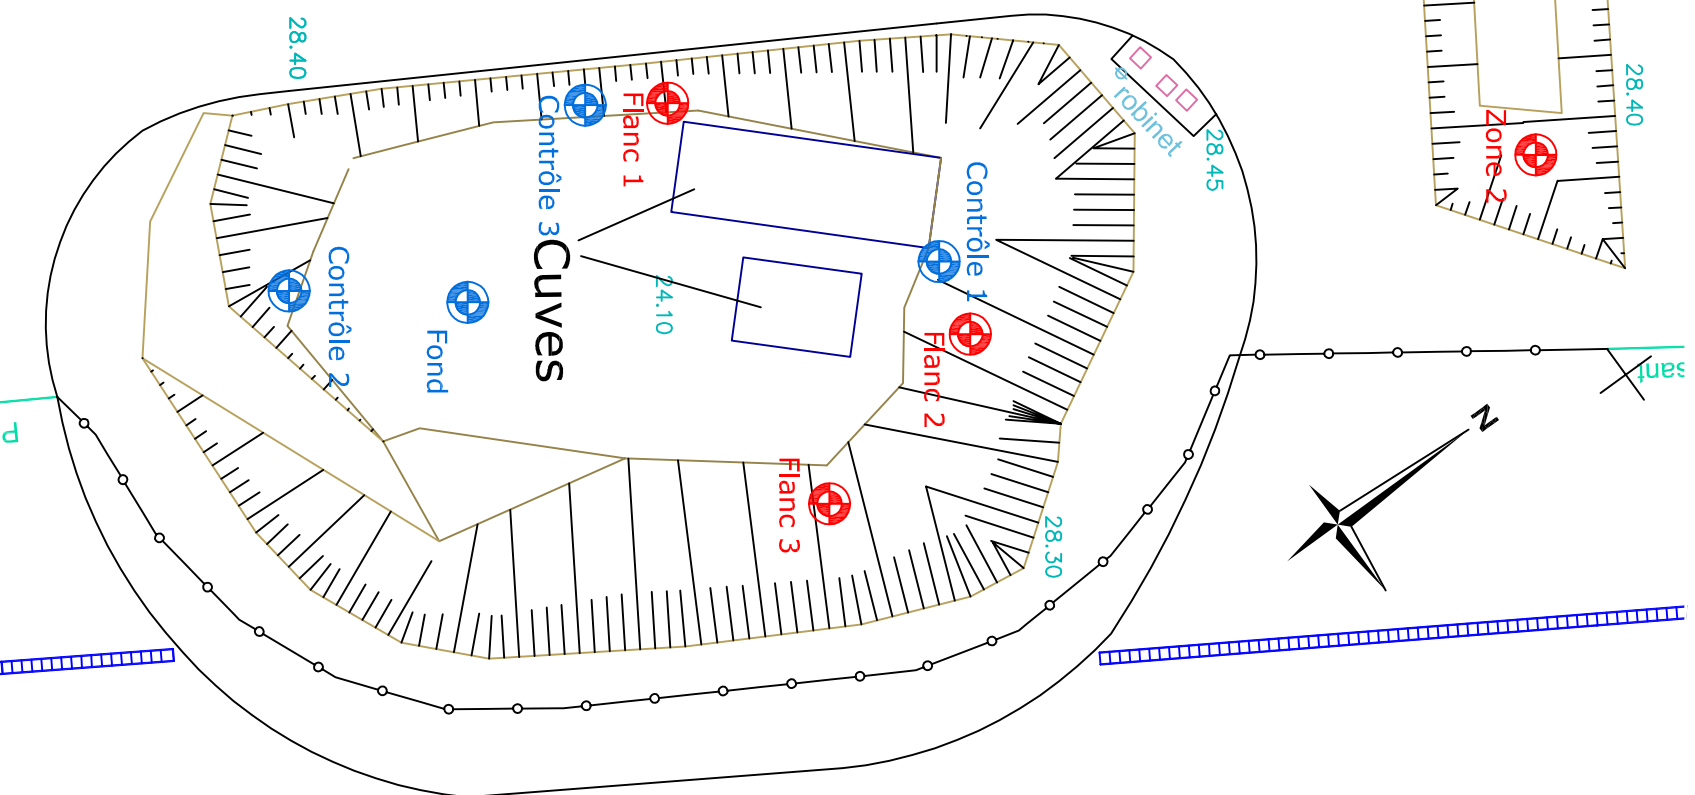 28.40
Contrôle 3
Flanc 1
Cuves
24.10
Contrôle 2
Fond
Contrôle 1
Flanc 2
Flanc 3
28.30
ø robinet
28.45
Zone 2
28.40
N
sant
P